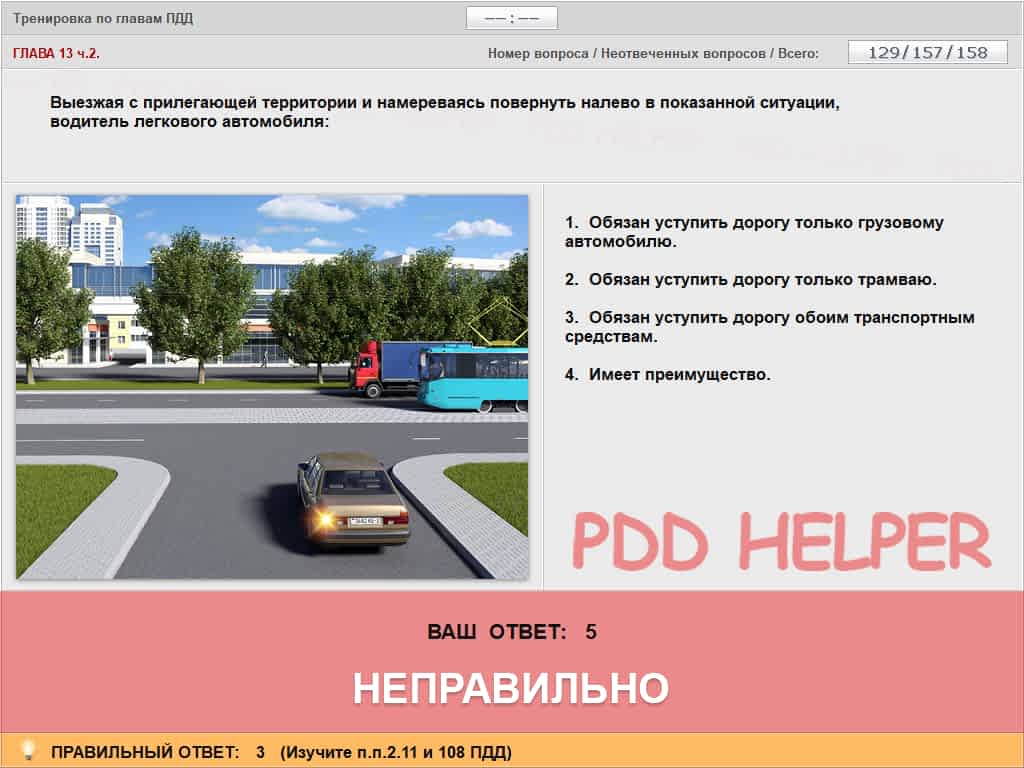 Тренировка по главам ПДД
−− : −−
ГЛАВА 13 ч.2.
Номер вопроса / Неотвеченных вопросов / Всего:
129/157/158
Выезжая с прилегающей территории и намереваясь повернуть налево в показанной ситуации,
водитель легкового автомобиля:
1. Обязан уступить дорогу только грузовому
автомобилю.
2. Обязан уступить дорогу только трамваю.
3. Обязан уступить дорогу обоим транспортным
средствам.
4. Имеет преимущество.
PDD HELPER
ВАШ ОТВЕТ: 5
НЕПРАВИЛЬНО
ПРАВИЛЬНЫЙ ОТВЕТ: 3 (Изучите п.п.2.11 и 108 ПДД)